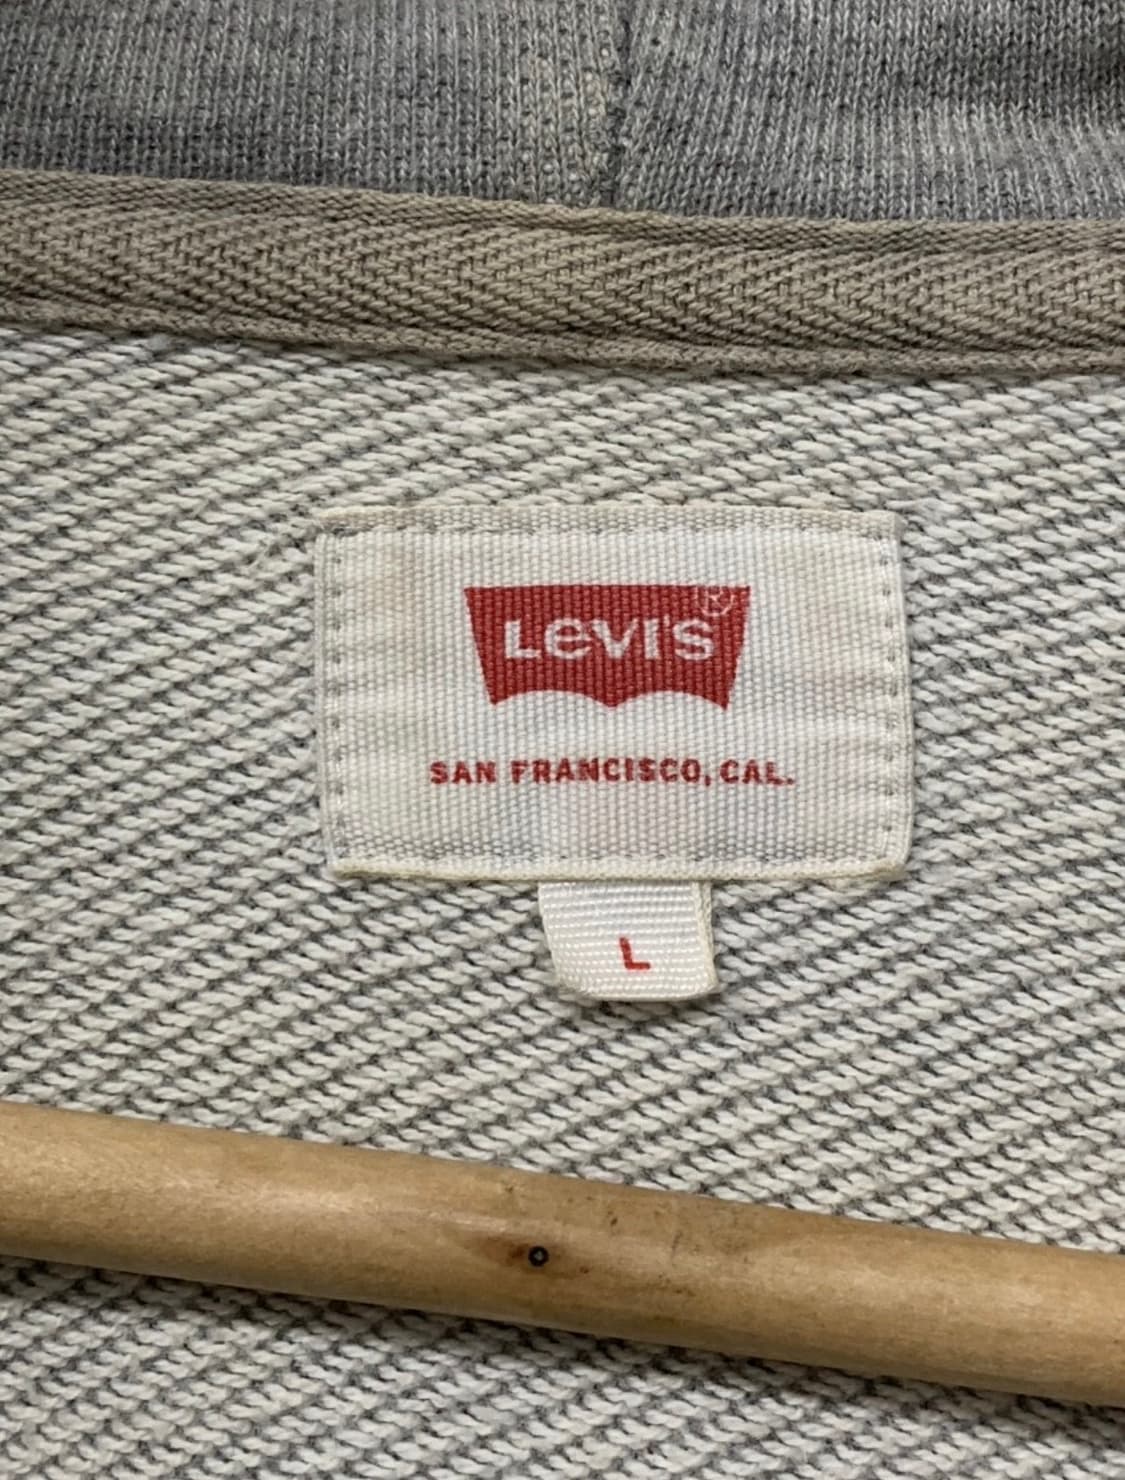 LEVI'S®
SAN FRANCISCO, CAL.
L